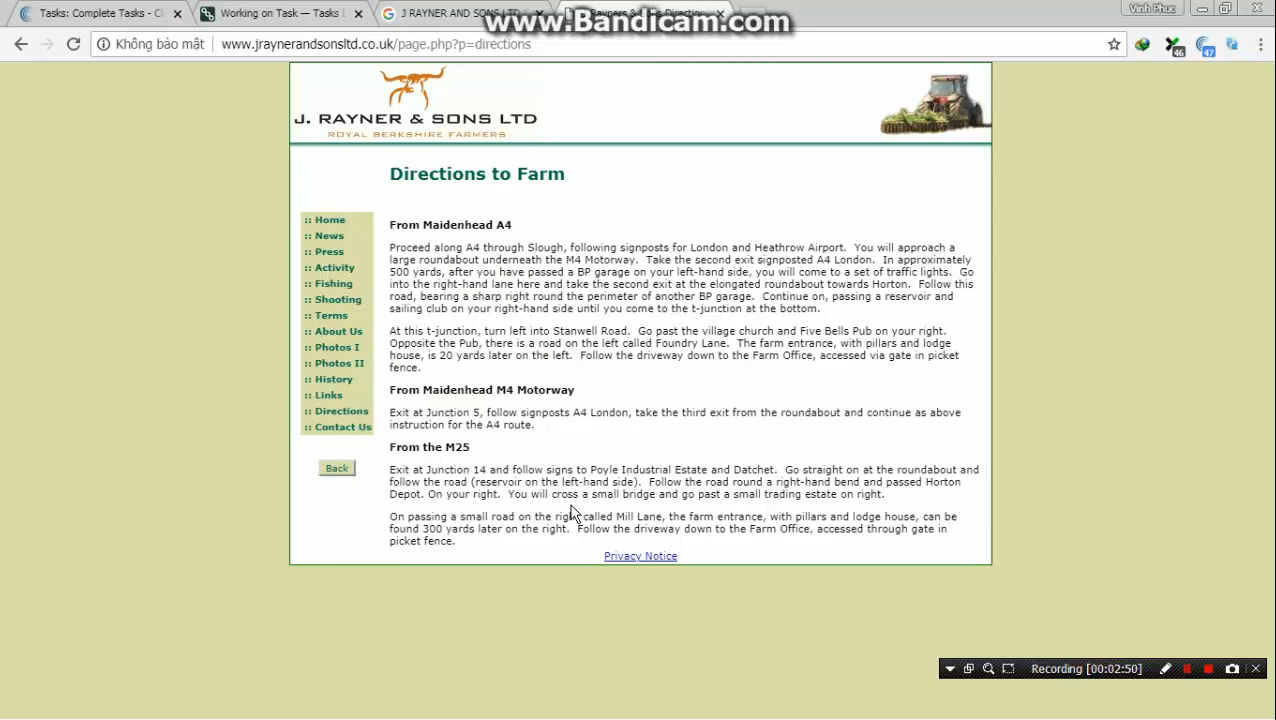 Tasks: Complete Tasks - Cl
Working on Task — Tasks L
J RAYNER AND SONS LTD
Rayners & Sons Directio
Vinh Phuc
www.Bandicam.com
Không bảo mật
www.jraynerandsonsltd.co.uk/page.php?p=directions
46
47
J. RAYNER & SONS LTD
ROYAL BERKSHIRE FARMERS
Directions to Farm
:: Home
:: News
:: Press
:: Activity
:: Fishing
:: Shooting
:: Terms
:: About Us
:: Photos I
:: Photos II
:: History
:: Links
:: Directions
:: Contact Us
Back
From Maidenhead A4
Proceed along A4 through Slough, following signposts for London and Heathrow Airport. You will approach a
large roundabout underneath the M4 Motorway. Take the second exit signposted A4 London. In approximately
500 yards, after you have passed a BP garage on your left-hand side, you will come to a set of traffic lights. Go
into the right-hand lane here and take the second exit at the elongated roundabout towards Horton. Follow this
road, bearing a sharp right round the perimeter of another BP garage. Continue on, passing a reservoir and
sailing club on your right-hand side until you come to the t-junction at the bottom.
At this t-junction, turn left into Stanwell Road. Go past the village church and Five Bells Pub on your right.
Opposite the Pub, there is a road on the left called Foundry Lane. The farm entrance, with pillars and lodge
house, is 20 yards later on the left. Follow the driveway down to the Farm Office, accessed via gate in picket
fence.
From Maidenhead M4 Motorway
Exit at Junction 5, follow signposts A4 London, take the third exit from the roundabout and continue as above
instruction for the A4 route.
From the M25
Exit at Junction 14 and follow signs to Poyle Industrial Estate and Datchet. Go straight on at the roundabout and
follow the road (reservoir on the left-hand side). Follow the road round a right-hand bend and passed Horton
Depot. On your right. You will cross a small bridge and go past a small trading estate on right.
On passing a small road on the right called Mill Lane, the farm entrance, with pillars and lodge house, can be
found 300 yards later on the right. Follow the driveway down to the Farm Office, accessed through gate in
picket fence.
Privacy Notice
Recording [00:02:50]